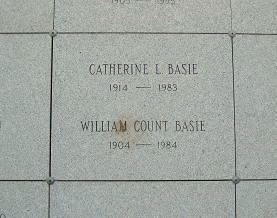 CATHERINE L. BASIE
1914 — 1983
WILLIAM COUNT BASIE
1904 — 1984